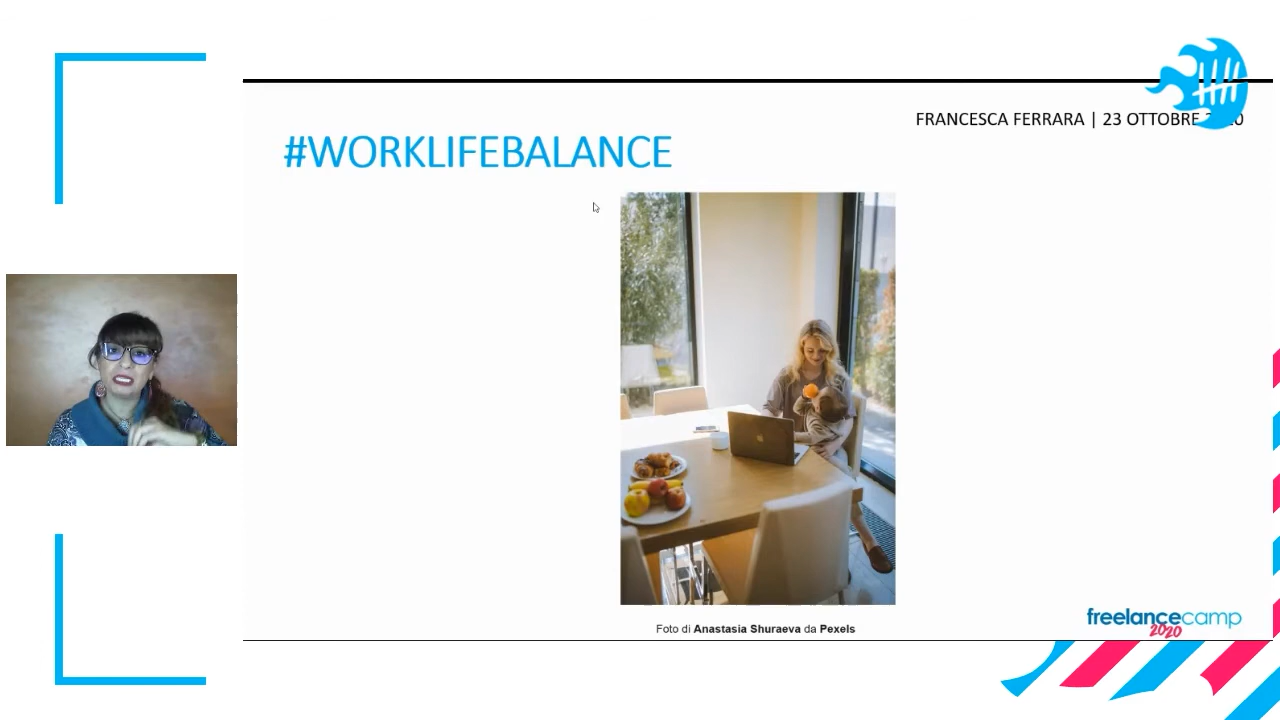 FRANCESCA FERRARA | 23 OTTOBRE
#WORKLIFEBALANCE
Foto di Anastasia Shuraeva da Pexels
freelancecamp
2020